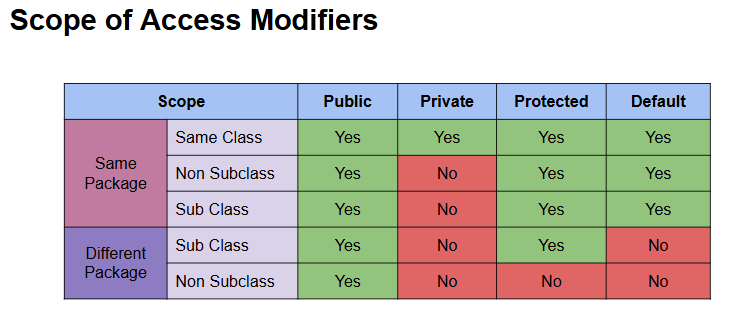 Scope of Access Modifiers
Scope Public Private Protected Default
Same Package Same Class Yes Yes Yes Yes
Non Subclass Yes No Yes Yes
Sub Class Yes No Yes Yes
Different Package Sub Class Yes No Yes No
Non Subclass Yes No No No